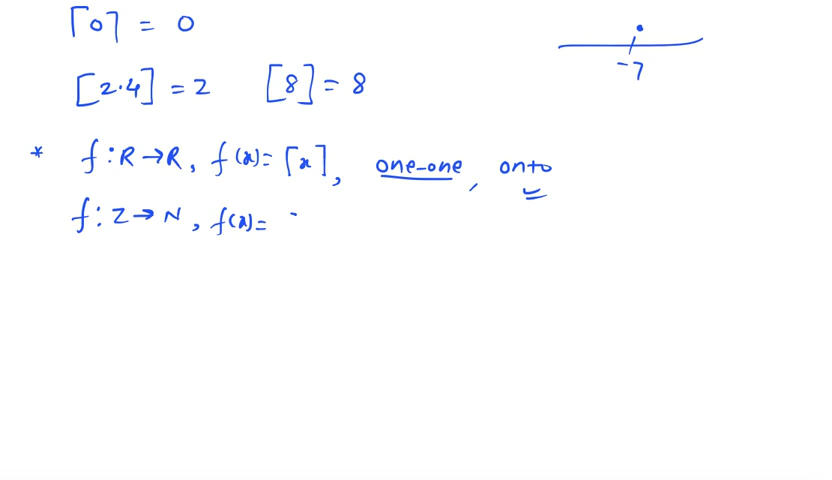 [0] = 0
-7
[2.4] = 2 [8] = 8
* f : R → R, f(x) = [x], one-one, onto
f : Z → N, f(x) =